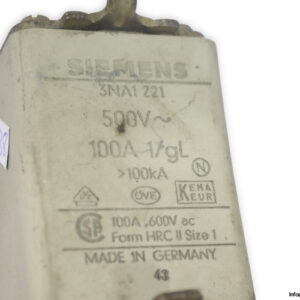 SIEMENS
3NA1 221
500V~
100A-1/gL
>100kA
N
ÖVE
KEMA
KEUR
100A ,600V ac
Form HRC II Size 1
MADE IN GERMANY
43